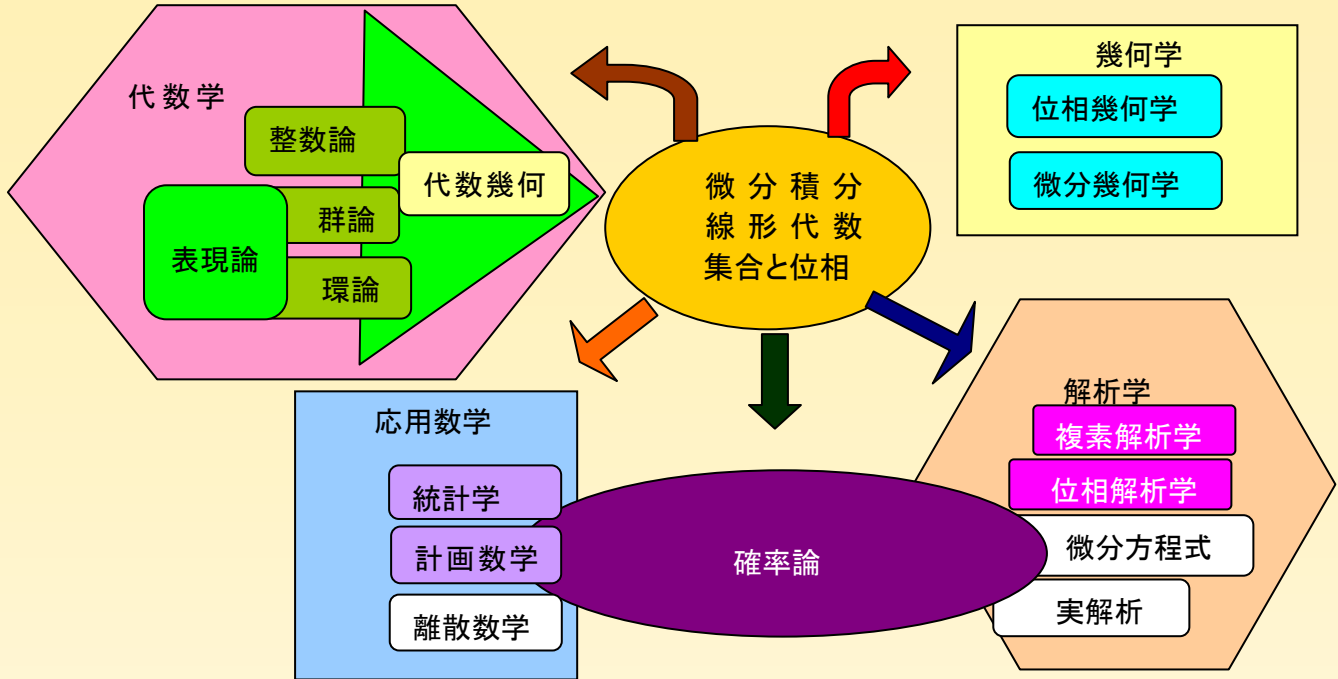 代数学
整数論
代数幾何
群論
表現論
環論
微分積分
線形代数
集合と位相
幾何学
位相幾何学
微分幾何学
応用数学
統計学
計画数学
離散数学
確率論
解析学
複素解析学
位相解析学
微分方程式
実解析